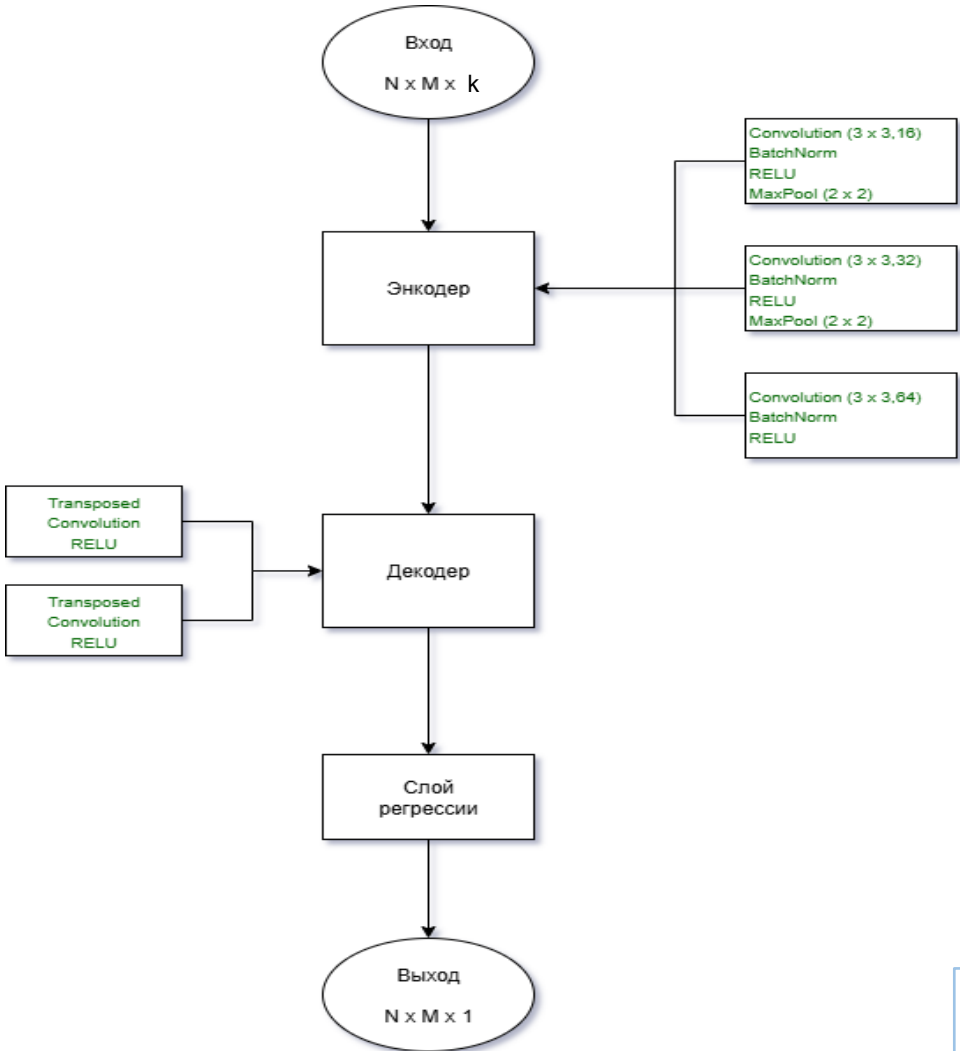 Вход
N x M x k
Convolution (3 x 3,16)
BatchNorm
RELU
MaxPool (2 x 2)
Энкодер
Convolution (3 x 3,32)
BatchNorm
RELU
MaxPool (2 x 2)
Convolution (3 x 3,64)
BatchNorm
RELU
Transposed
Convolution
RELU
Декодер
Transposed
Convolution
RELU
Слой
регрессии
Выход
N x M x 1